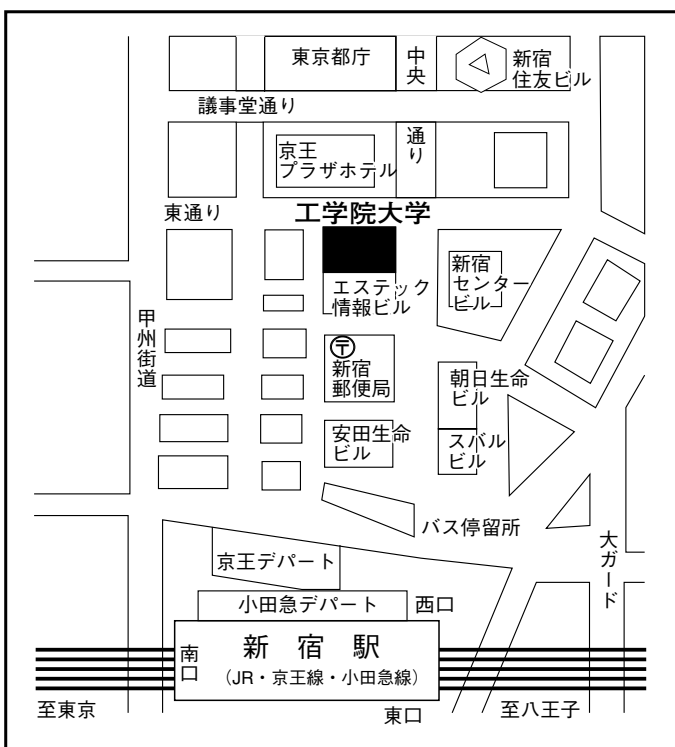 東京都庁
中央
新宿
住友ビル
議事堂通り
京王
プラザホテル
通り
東通り
工学院大学
エステック
情報ビル
新宿
センター
ビル
甲州街道
〒
新宿
郵便局
朝日生命
ビル
安田生命
ビル
スバル
ビル
バス停留所
大ガード
京王デパート
小田急デパート
西口
南口
新宿駅
(JR・京王線・小田急線)
至東京
東口
至八王子